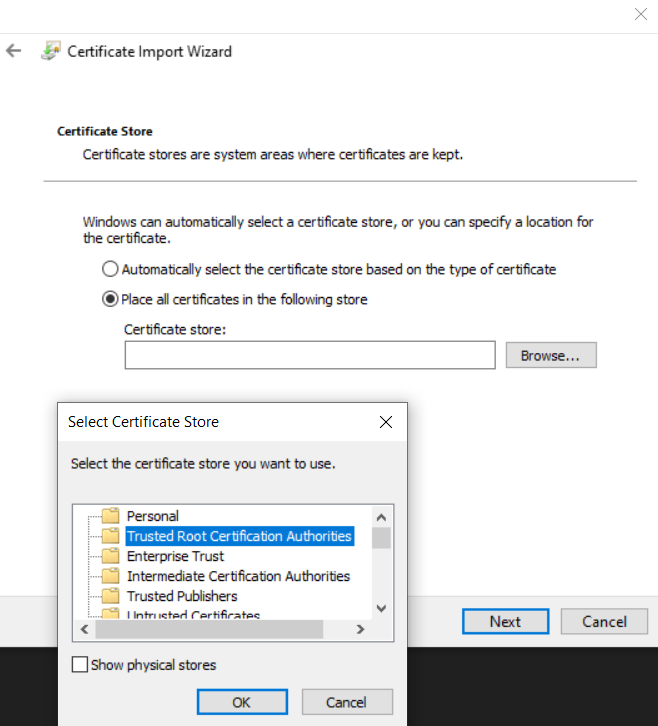 Certificate Import Wizard
Certificate Store
Certificate stores are system areas where certificates are kept.
Windows can automatically select a certificate store, or you can specify a location for
the certificate.
Automatically select the certificate store based on the type of certificate
Place all certificates in the following store
Certificate store:
Browse...
Select Certificate Store
Select the certificate store you want to use.
Personal
Trusted Root Certification Authorities
Enterprise Trust
Intermediate Certification Authorities
Trusted Publishers
Untrusted Certificates
Show physical stores
OK
Cancel
Next
Cancel